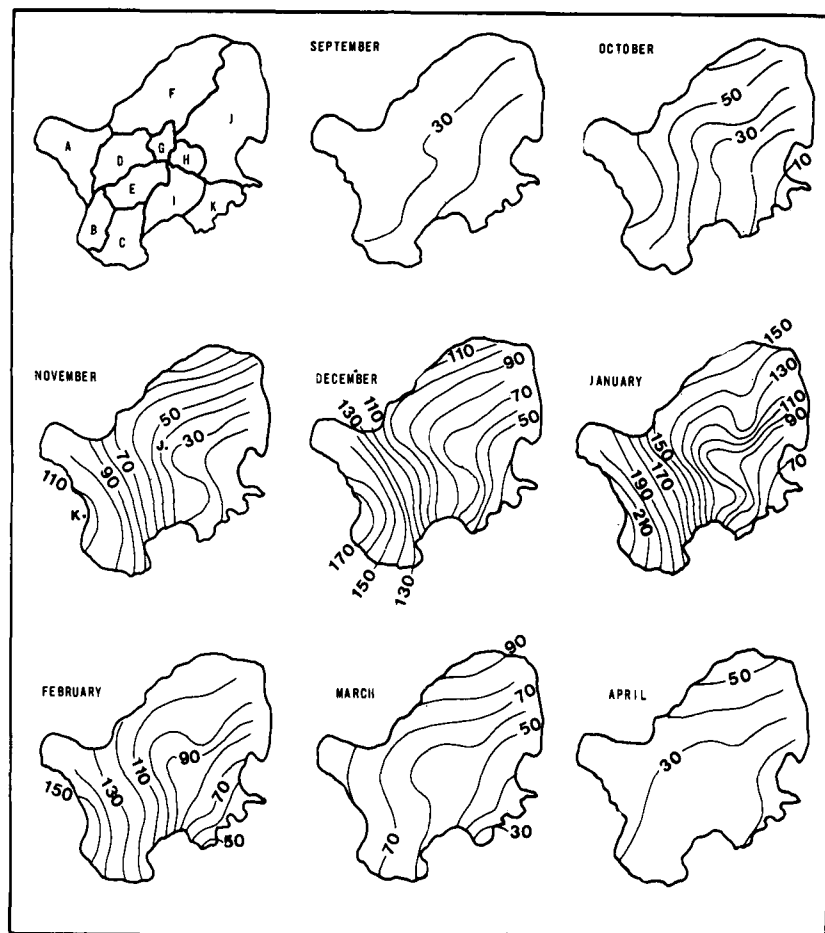 SEPTEMBER
OCTOBER
F
J
A
D
G
H
E
I
K
B
C
30
50
30
70
NOVEMBER
50
J.
30
70
90
110
K.
DECEMBER
110
90
70
50
130
110
170
150
130
JANUARY
150
130
110
90
70
150
170
190
210
FEBRUARY
150
130
110
90
70
50
MARCH
90
70
50
30
70
APRIL
50
30